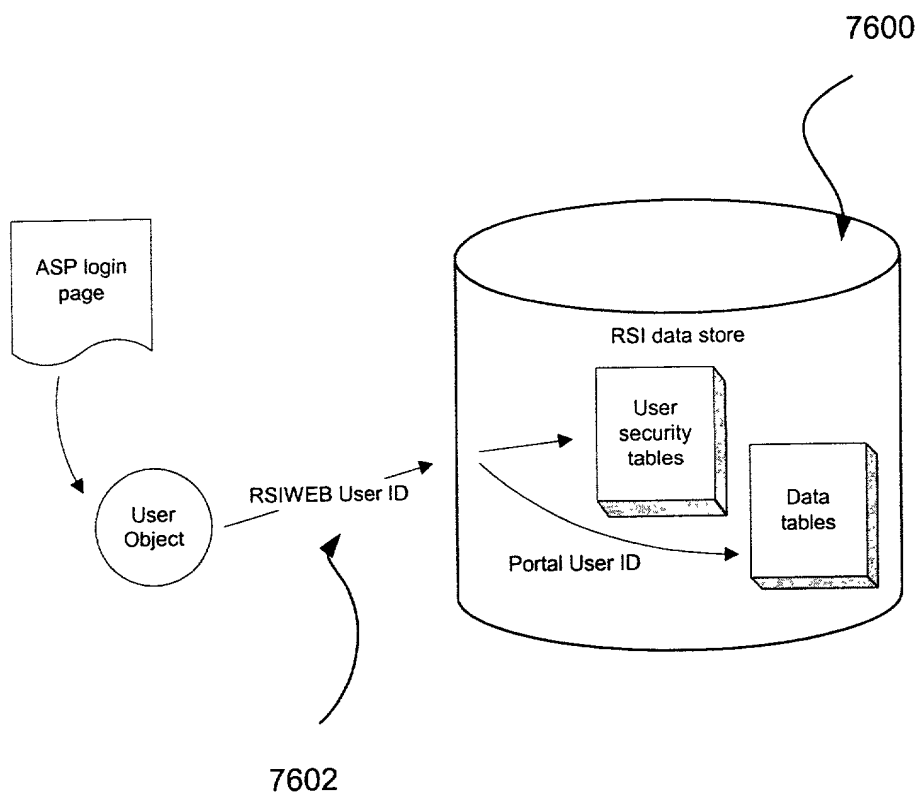 7600
ASP login
page
RSI data store
User
security
tables
RSIWEB User ID
User
Object
Data
tables
Portal User ID
7602